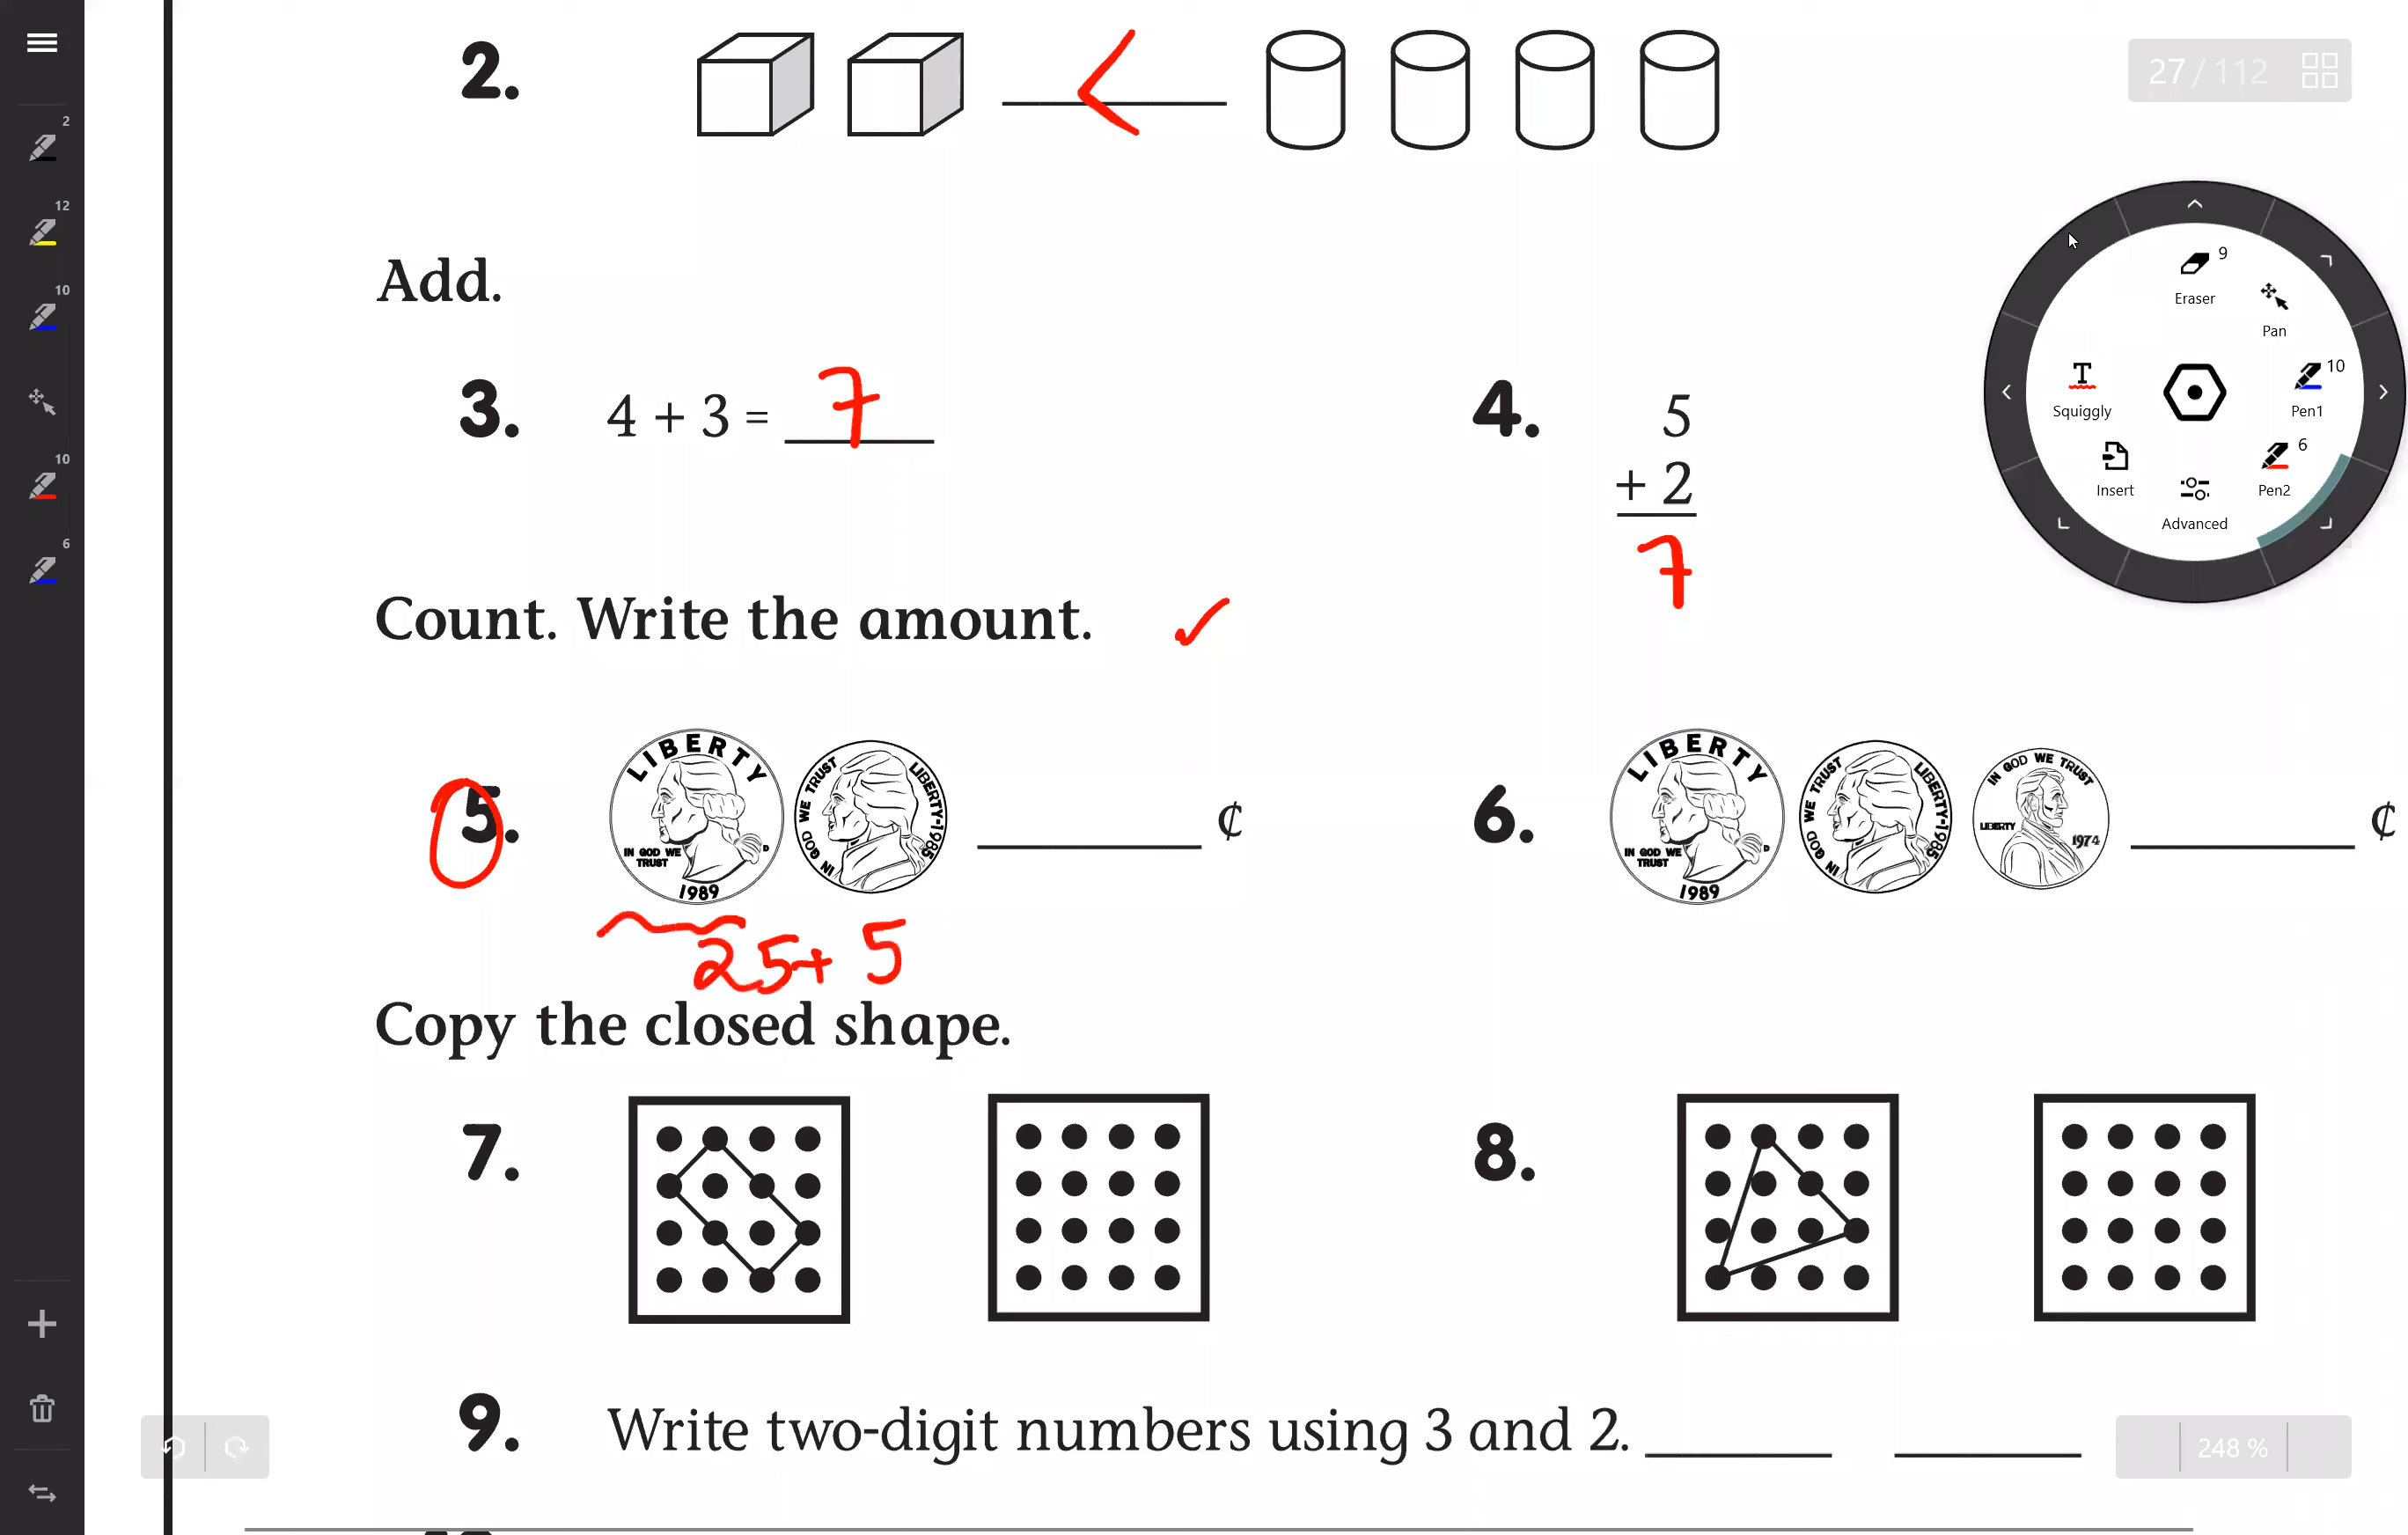 2. <
27 / 112
2
12
10
10
6
Add.
3. 4 + 3 = 7
4. 5
+ 2
7
Eraser 9
Pan
Squiggly
Pen1 10
Insert
Pen2 6
Advanced
Count. Write the amount. ✓
5. LIBERTY IN GOD WE TRUST D 1989 IN GOD WE TRUST LIBERTY·1985 ¢
25+ 5
6. LIBERTY IN GOD WE TRUST D 1989 IN GOD WE TRUST LIBERTY·1985 IN GOD WE TRUST LIBERTY 1974 ¢
Copy the closed shape.
7.
8.
9. Write two-digit numbers using 3 and 2.
248 %